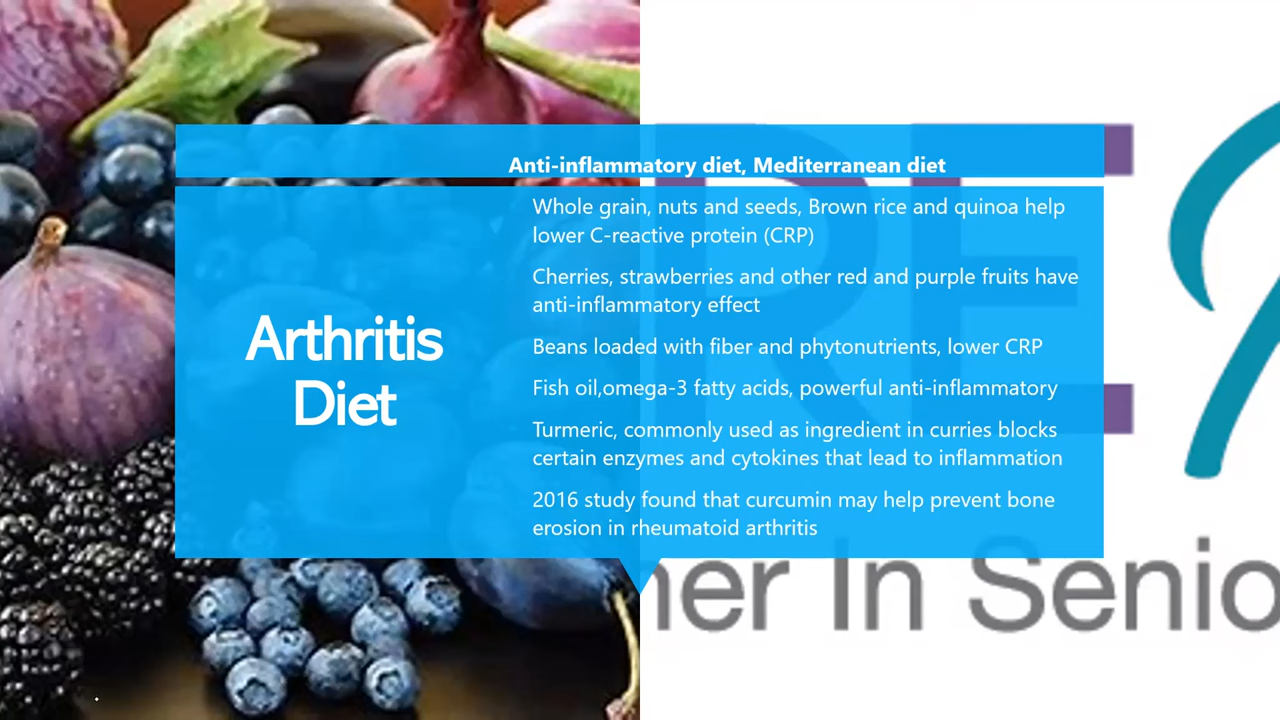 Anti-inflammatory diet, Mediterranean diet
Arthritis
Diet
Whole grain, nuts and seeds, Brown rice and quinoa help
lower C-reactive protein (CRP)
Cherries, strawberries and other red and purple fruits have
anti-inflammatory effect
Beans loaded with fiber and phytonutrients, lower CRP
Fish oil,omega-3 fatty acids, powerful anti-inflammatory
Turmeric, commonly used as ingredient in curries blocks
certain enzymes and cytokines that lead to inflammation
2016 study found that curcumin may help prevent bone
erosion in rheumatoid arthritis
RE
In